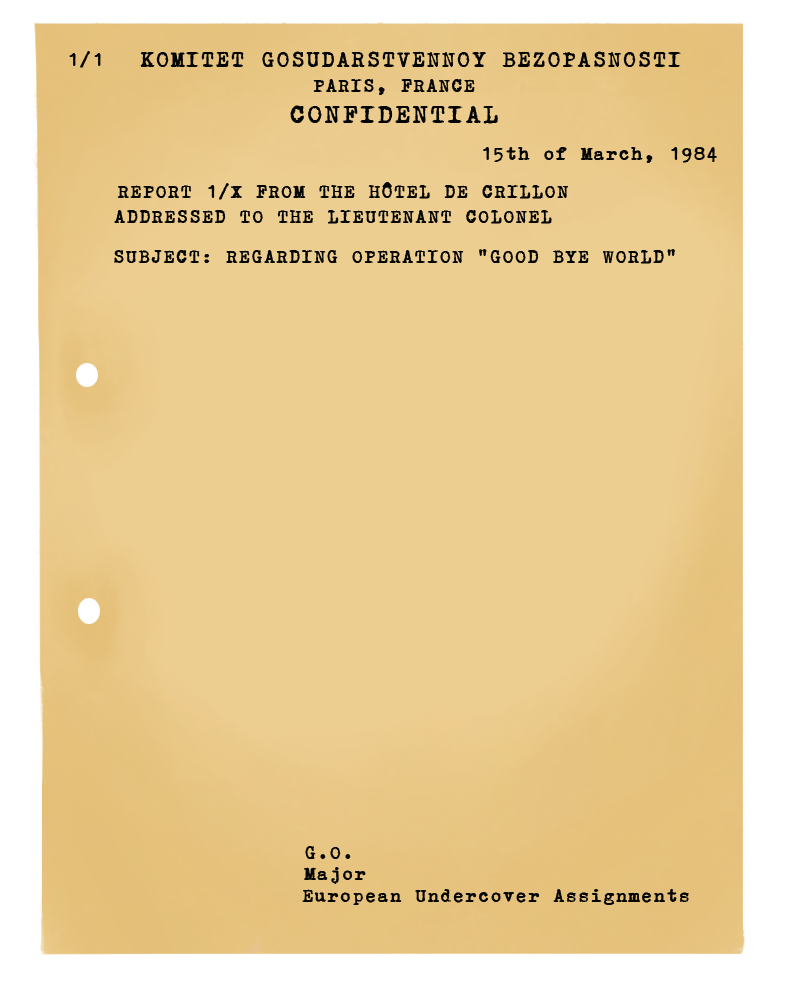 1/1 KOMITET GOSUDARSTVENNOY BEZOPASNOSTI
PARIS, FRANCE
CONFIDENTIAL
15th of March, 1984
REPORT 1/X FROM THE HÔTEL DE CRILLON
ADDRESSED TO THE LIEUTENANT COLONEL
SUBJECT: REGARDING OPERATION "GOOD BYE WORLD"
G.O.
Major
European Undercover Assignments